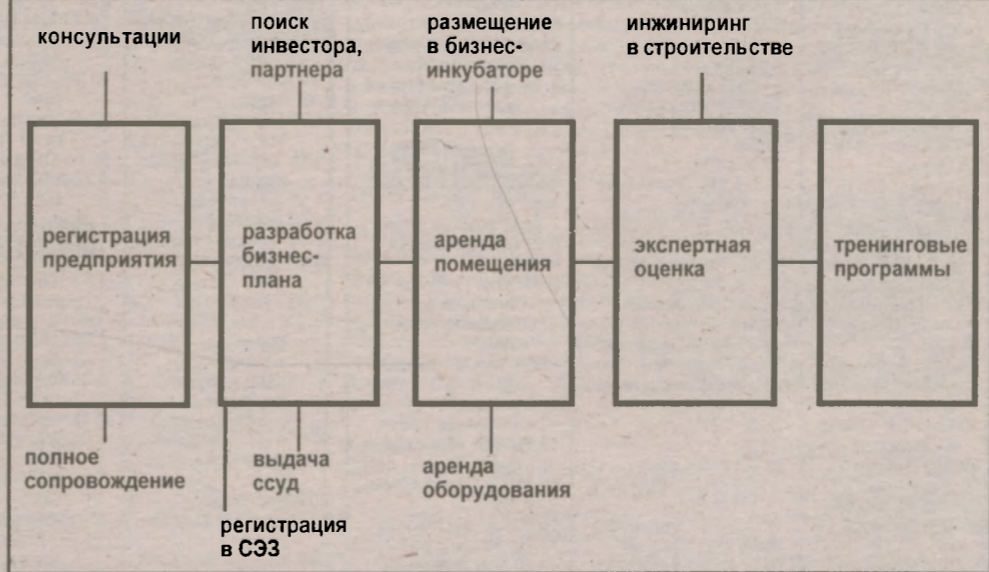 консультации
поиск
инвестора,
партнера
размещение
в бизнес-
инкубаторе
инжиниринг
в строительстве
регистрация
предприятия
разработка
бизнес-
плана
аренда
помещения
экспертная
оценка
тренинговые
программы
полное
сопровождение
выдача
ссуд
аренда
оборудования
регистрация
в СЭЗ